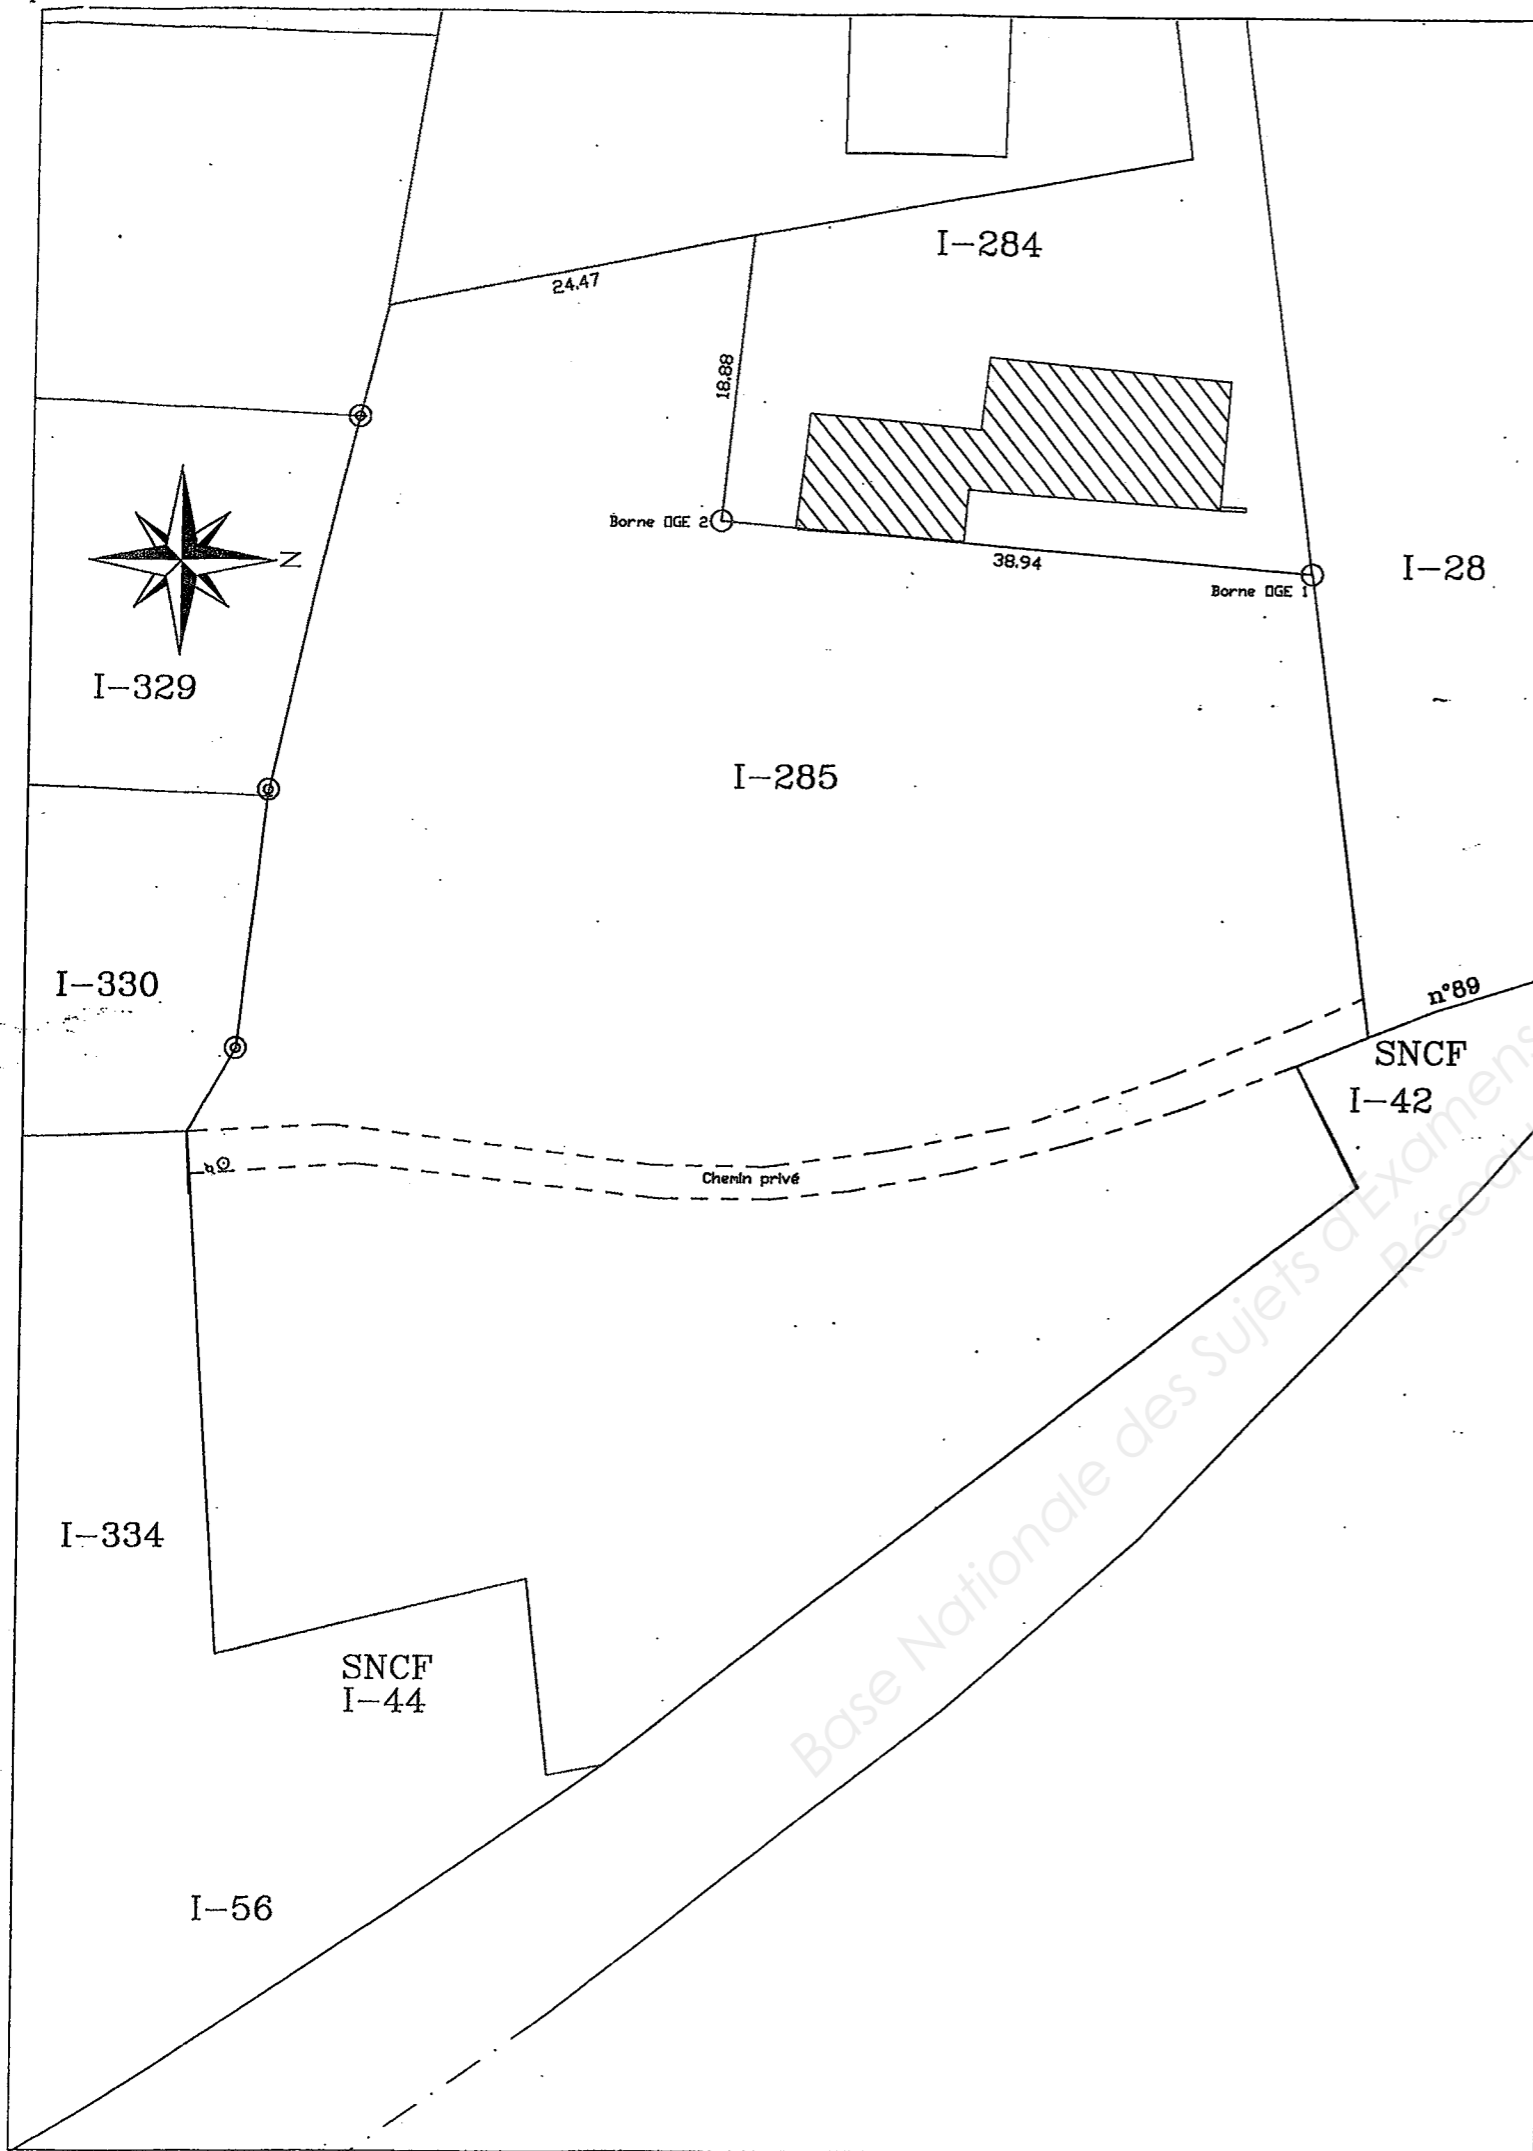 I-284
24.47
18.88
Borne OGE 2
38.94
Borne OGE 1
I-28
N
I-329
I-285
I-330
n°89
SNCF
I-42
Chemin privé
I-334
SNCF
I-44
I-56
Base Nationale des Sujets d'Examens
Réseau